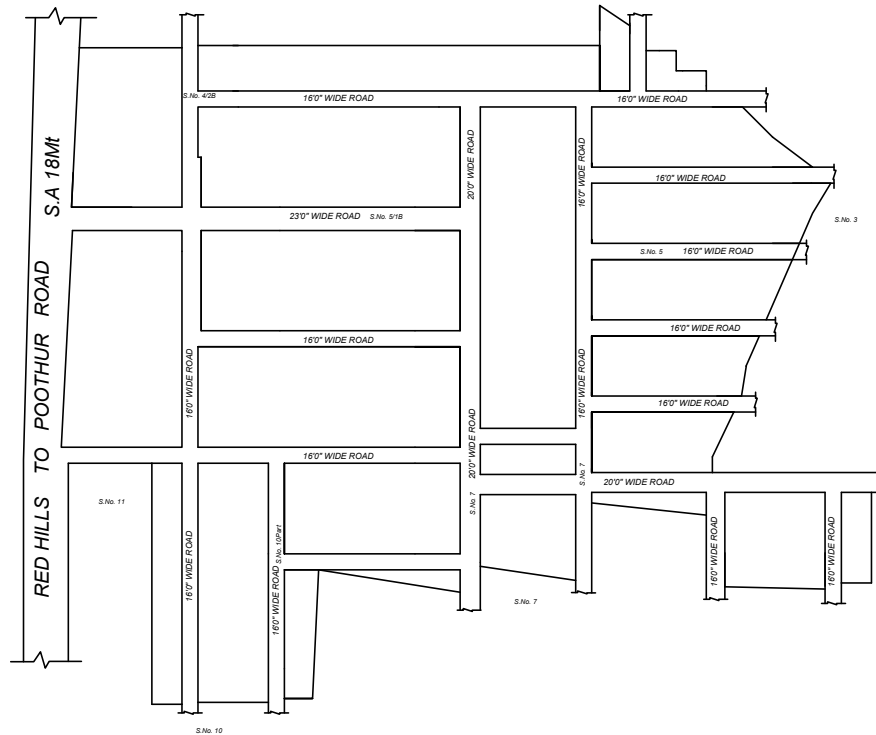 S.No. 4/2B
16'0" WIDE ROAD
16'0" WIDE ROAD
S.A 18Mt
20'0" WIDE ROAD
16'0" WIDE ROAD
16'0" WIDE ROAD
23'0" WIDE ROAD
S.No. 5/1B
S.No. 3
S.No. 5
16'0" WIDE ROAD
RED HILLS TO POOTHUR ROAD
16'0" WIDE ROAD
16'0" WIDE ROAD
16'0" WIDE ROAD
16'0" WIDE ROAD
16'0" WIDE ROAD
20'0" WIDE ROAD
16'0" WIDE ROAD
S.No. 7
20'0" WIDE ROAD
S.No. 11
S.No. 7
16'0" WIDE ROAD
S.No. 10Part
16'0" WIDE ROAD
16'0" WIDE ROAD
16'0" WIDE ROAD
S.No. 7
S.No. 10